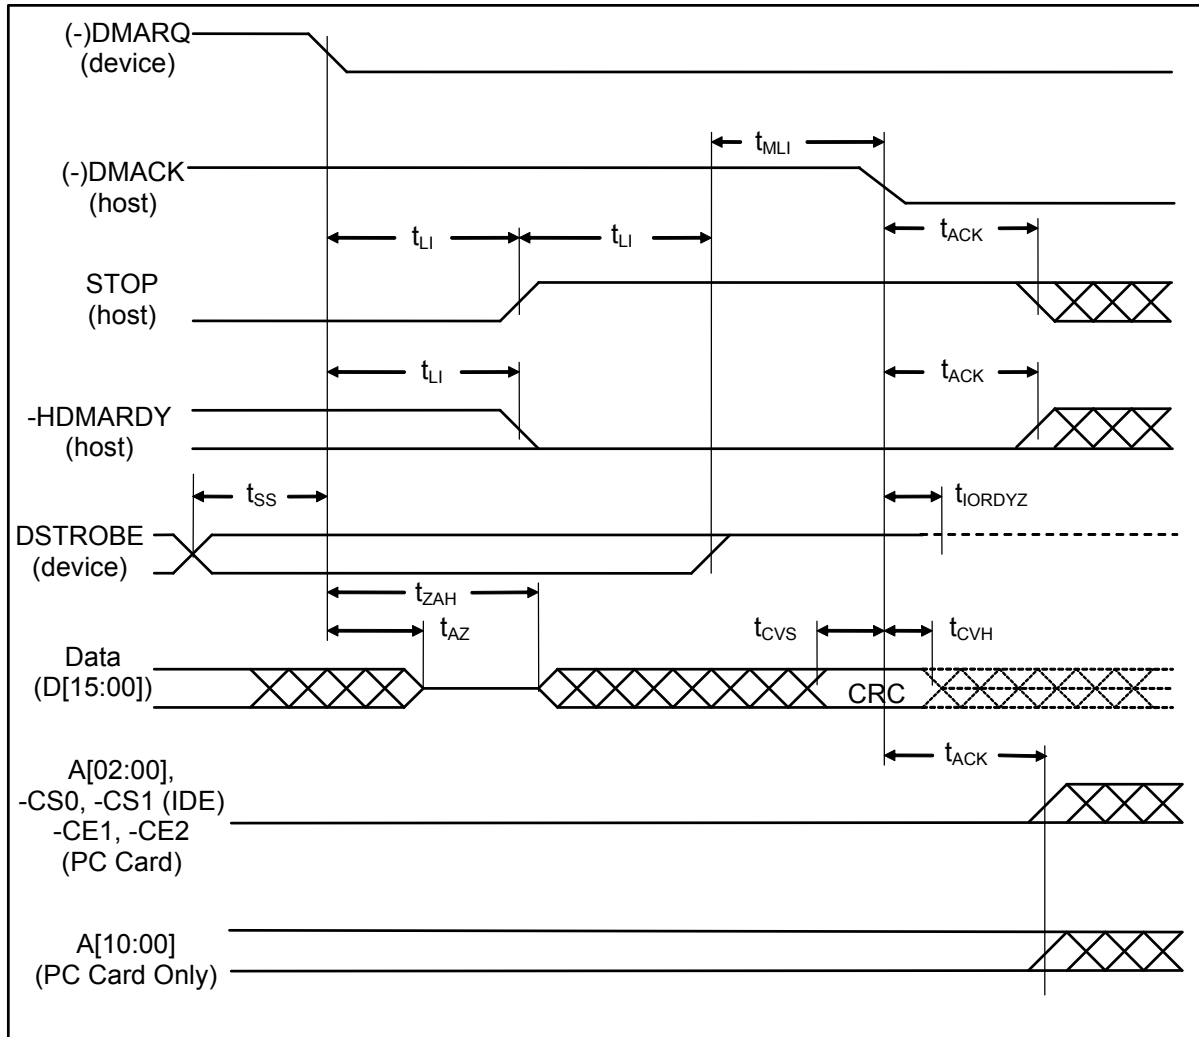 (-)DMARQ
(device)
tMLI
(-)DMACK
(host)
tLI
tLI
tACK
STOP
(host)
tLI
tACK
-HDMARDY
(host)
tSS
tIORDYZ
DSTROBE
(device)
tZAH
tAZ
tCVS
tCVH
Data
(D[15:00])
CRC
tACK
A[02:00],
-CS0, -CS1 (IDE)
-CE1, -CE2
(PC Card)
A[10:00]
(PC Card Only)